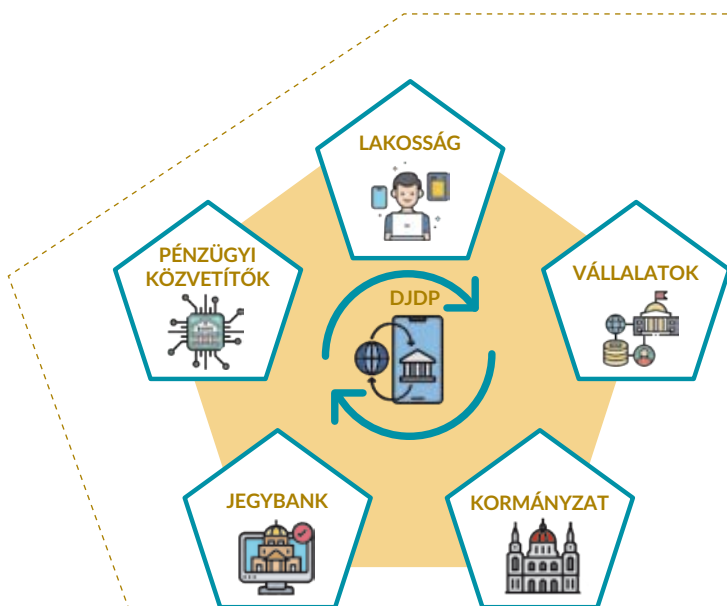 LAKOSSÁG
PÉNZÜGYI
KÖZVETÍTŐK
VÁLLALATOK
DJDP
JEGYBANK
KORMÁNYZAT